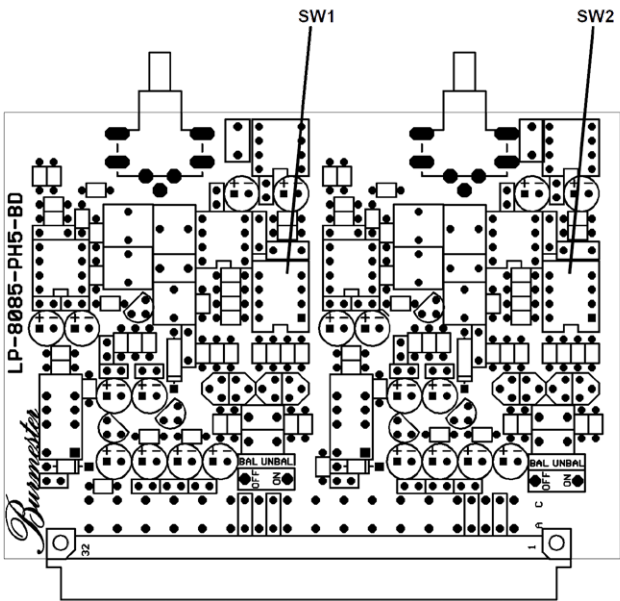 SW1
SW2
LP-8085-PH5-BD
Burmester
BAL UNBAL
OFF
ON
BAL UNBAL
OFF
ON
C
A
32
1